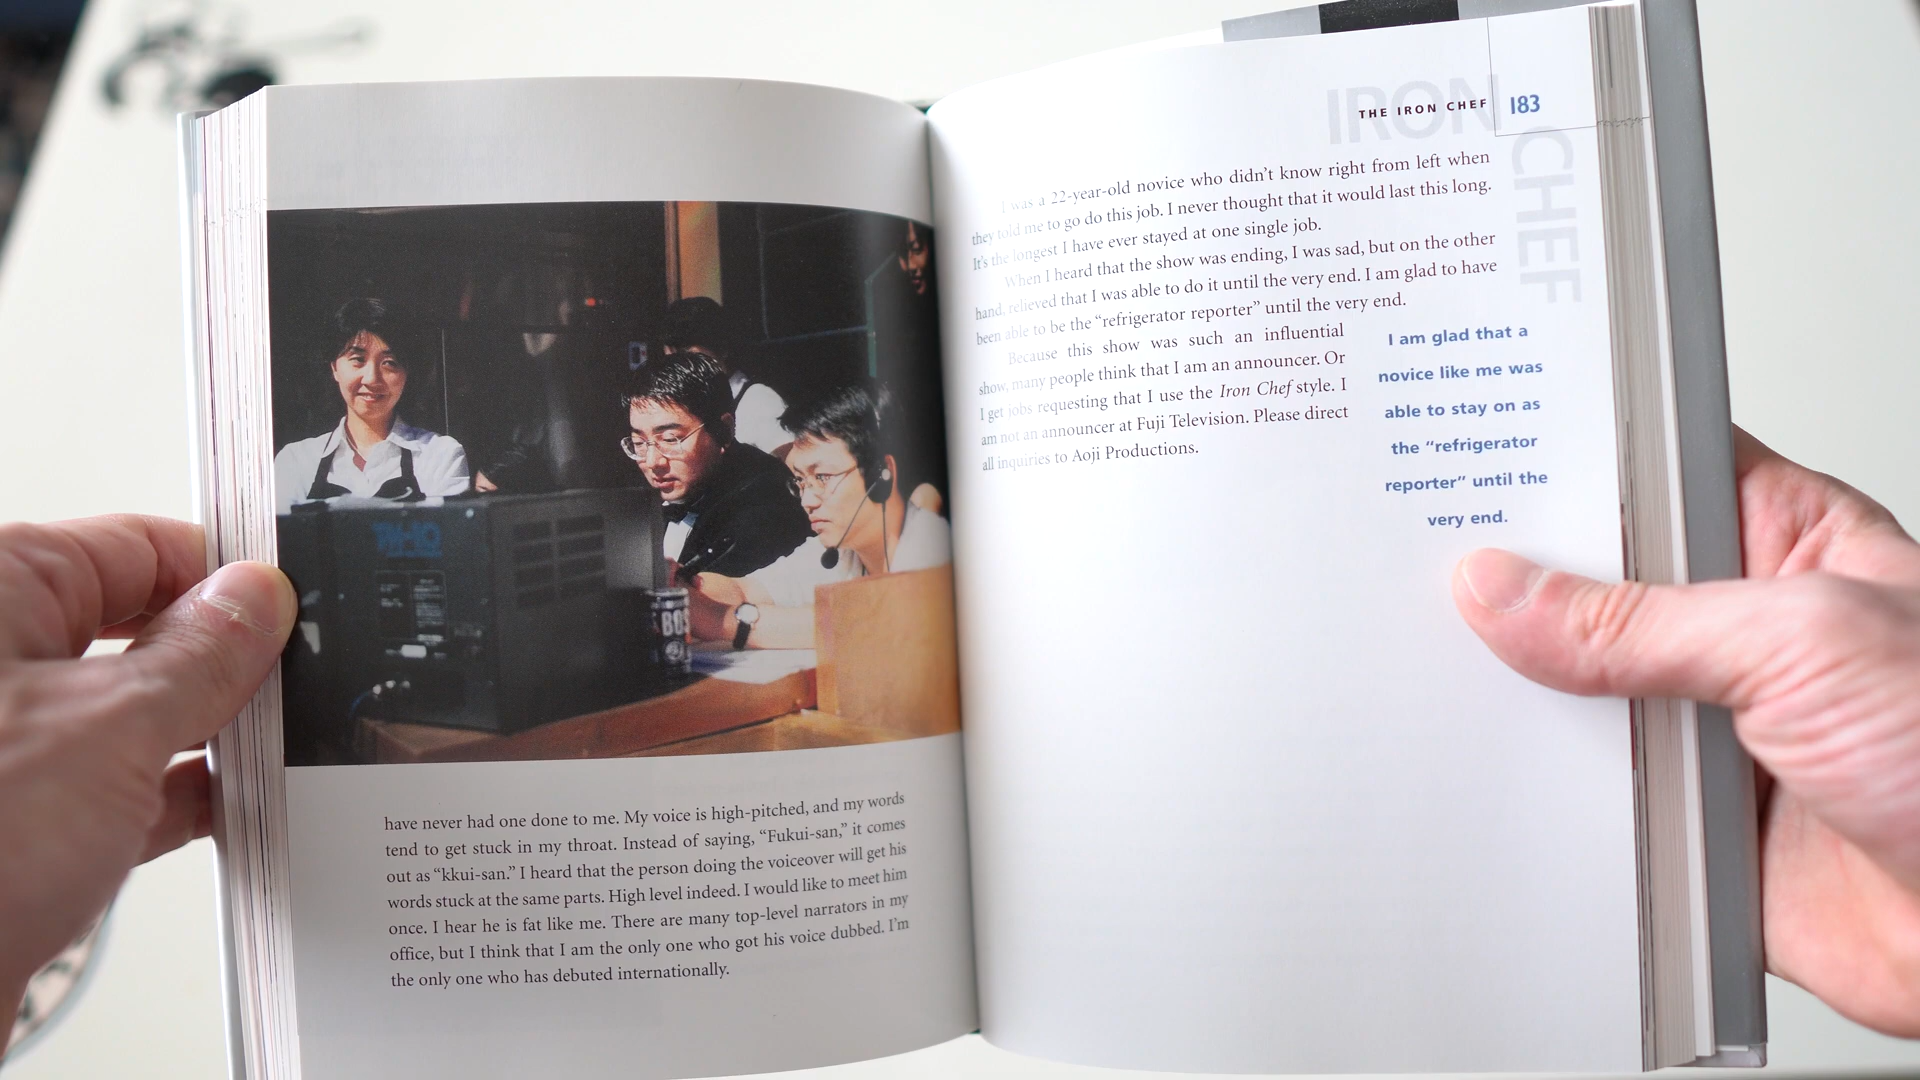 BOS
have never had one done to me. My voice is high-pitched, and my words
tend to get stuck in my throat. Instead of saying, “Fukui-san,” it comes
out as “kkui-san.” I heard that the person doing the voiceover will get his
words stuck at the same parts. High level indeed. I would like to meet him
once. I hear he is fat like me. There are many top-level narrators in my
office, but I think that I am the only one who got his voice dubbed. I’m
the only one who has debuted internationally.
IRON
CHEF
THE IRON CHEF 183
I was a 22-year-old novice who didn’t know right from left when
they told me to go do this job. I never thought that it would last this long.
It’s the longest I have ever stayed at one single job.
When I heard that the show was ending, I was sad, but on the other
hand, relieved that I was able to do it until the very end. I am glad to have
been able to be the “refrigerator reporter” until the very end.
Because this show was such an influential
show, many people think that I am an announcer. Or
I get jobs requesting that I use the Iron Chef style. I
am not an announcer at Fuji Television. Please direct
all inquiries to Aoji Productions.
I am glad that a
novice like me was
able to stay on as
the “refrigerator
reporter” until the
very end.